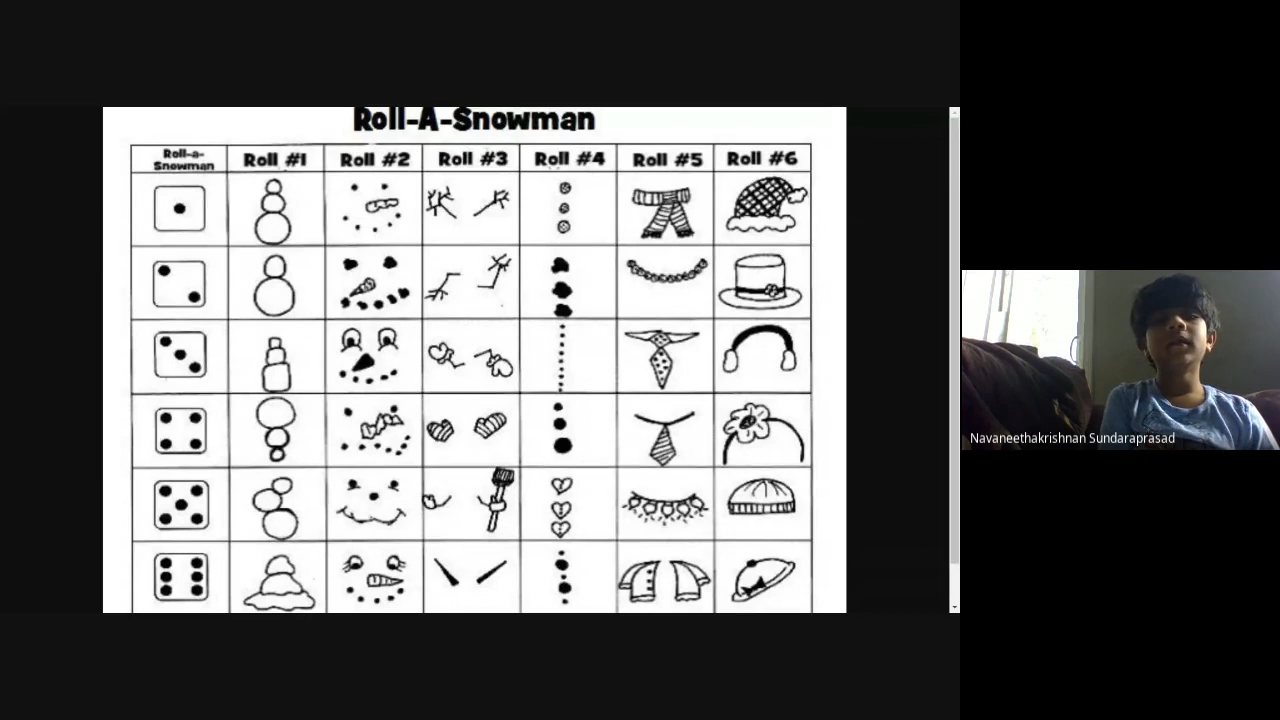 Roll-A-Snowman
Roll-a-
Snowman
Roll #1
Roll #2
Roll #3
Roll #4
Roll #5
Roll #6
Navaneethakrishnan Sundaraprasad